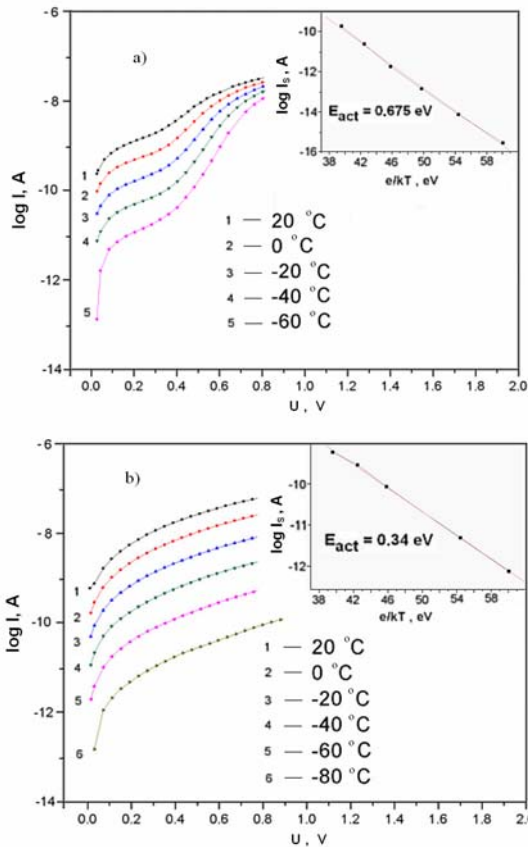 a)
log I, A
-6
-8
-10
-12
-14
0.0 0.2 0.4 0.6 0.8 1.0 1.2 1.4 1.6 1.8 2.0
U , V
1
2
3
4
5
1 — 20 °C
2 — 0 °C
3 — -20 °C
4 — -40 °C
5 — -60 °C
log I_S, A
-10
-12
-14
-16
E_act = 0.675 eV
38 42 46 50 54 58
e/kT , eV
b)
log I, A
-6
-8
-10
-12
-14
0.0 0.2 0.4 0.6 0.8 1.0 1.2 1.4 1.6 1.8 2.0
U , V
1
2
3
4
5
6
1 — 20 °C
2 — 0 °C
3 — -20 °C
4 — -40 °C
5 — -60 °C
6 — -80 °C
log I_S, A
-10
-11
-12
E_act = 0.34 eV
38 42 46 50 54 58
e/kT , eV